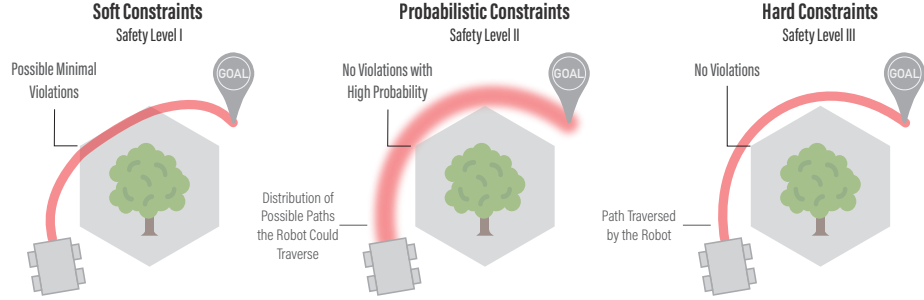 Soft Constraints
Safety Level I
Possible Minimal
Violations
GOAL
Probabilistic Constraints
Safety Level II
No Violations with
High Probability
GOAL
Distribution of
Possible Paths
the Robot Could
Traverse
Hard Constraints
Safety Level III
No Violations
GOAL
Path Traversed
by the Robot